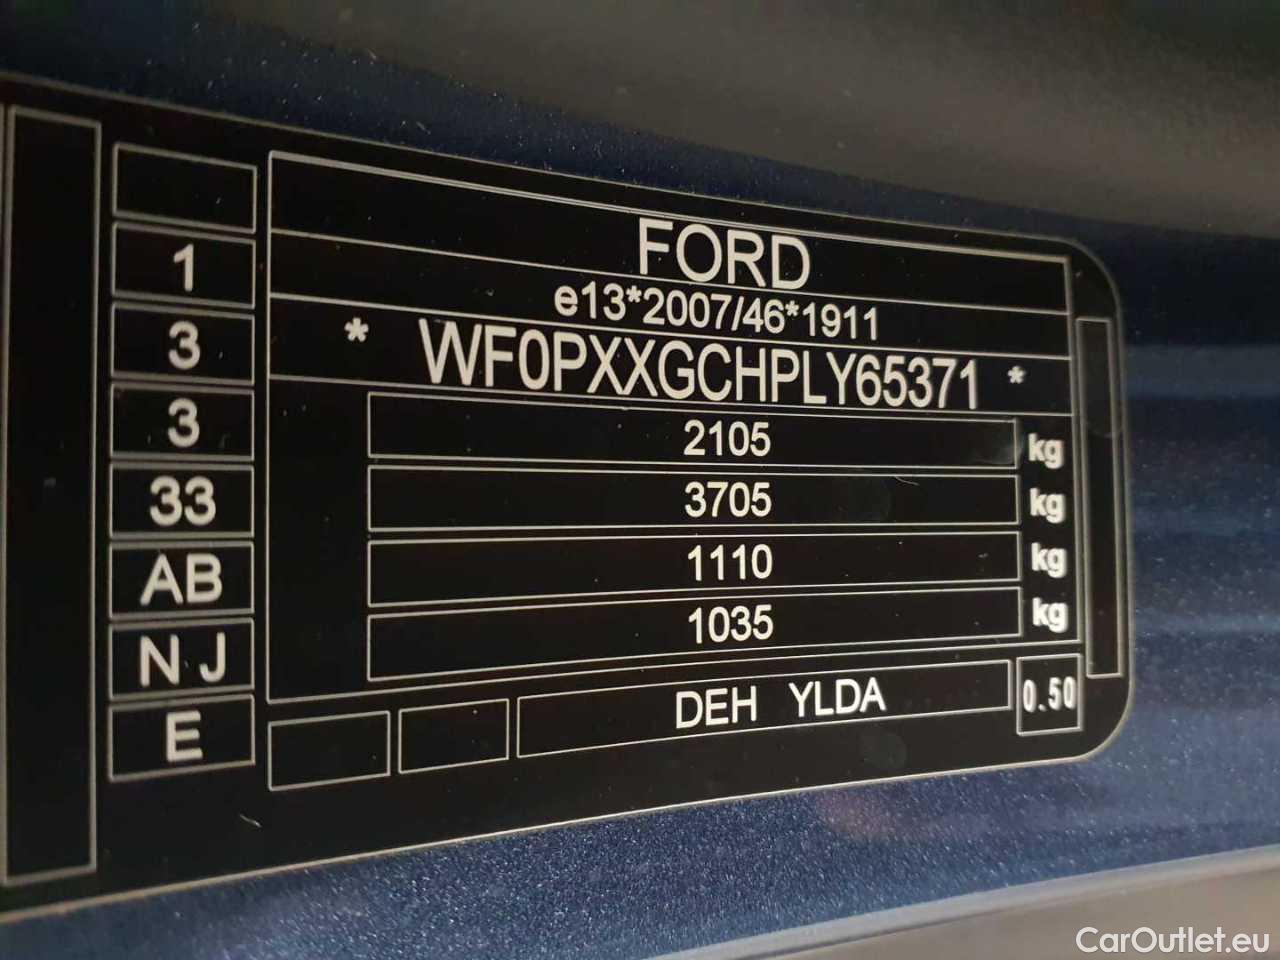 FORD
e13*2007/46*1911
* WF0PXXGCHPLY65371 *
2105 kg
3705 kg
1110 kg
1035 kg
DEH YLDA 0.50
1
3
3
33
AB
N J
E
CarOutlet.eu